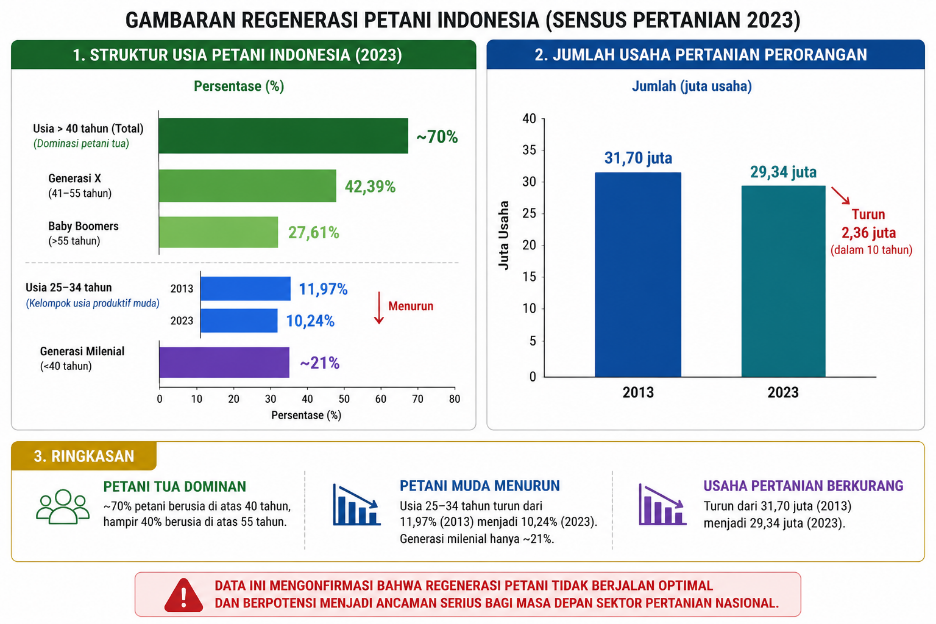 GAMBARAN REGENERASI PETANI INDONESIA (SENSUS PERTANIAN 2023)
1. STRUKTUR USIA PETANI INDONESIA (2023)
Persentase (%)
Usia > 40 tahun (Total)
(Dominasi petani tua)
~70%
Generasi X
(41–55 tahun)
42,39%
Baby Boomers
(>55 tahun)
27,61%
Usia 25–34 tahun
(Kelompok usia produktif muda)
2013
11,97%
2023
10,24%
Menurun
Generasi Milenial
(<40 tahun)
~21%
0 10 20 30 40 50 60 70 80
Persentase (%)
2. JUMLAH USAHA PERTANIAN PERORANGAN
Jumlah (juta usaha)
Juta Usaha
40
35
30
25
20
15
10
5
0
31,70 juta
29,34 juta
Turun
2,36 juta
(dalam 10 tahun)
2013 2023
3. RINGKASAN
PETANI TUA DOMINAN
~70% petani berusia di atas 40 tahun,
hampir 40% berusia di atas 55 tahun.
PETANI MUDA MENURUN
Usia 25–34 tahun turun dari
11,97% (2013) menjadi 10,24% (2023).
Generasi milenial hanya ~21%.
USAHA PERTANIAN BERKURANG
Turun dari 31,70 juta (2013)
menjadi 29,34 juta (2023).
DATA INI MENGONFIRMASI BAHWA REGENERASI PETANI TIDAK BERJALAN OPTIMAL
DAN BERPOTENSI MENJADI ANCAMAN SERIUS BAGI MASA DEPAN SEKTOR PERTANIAN NASIONAL.